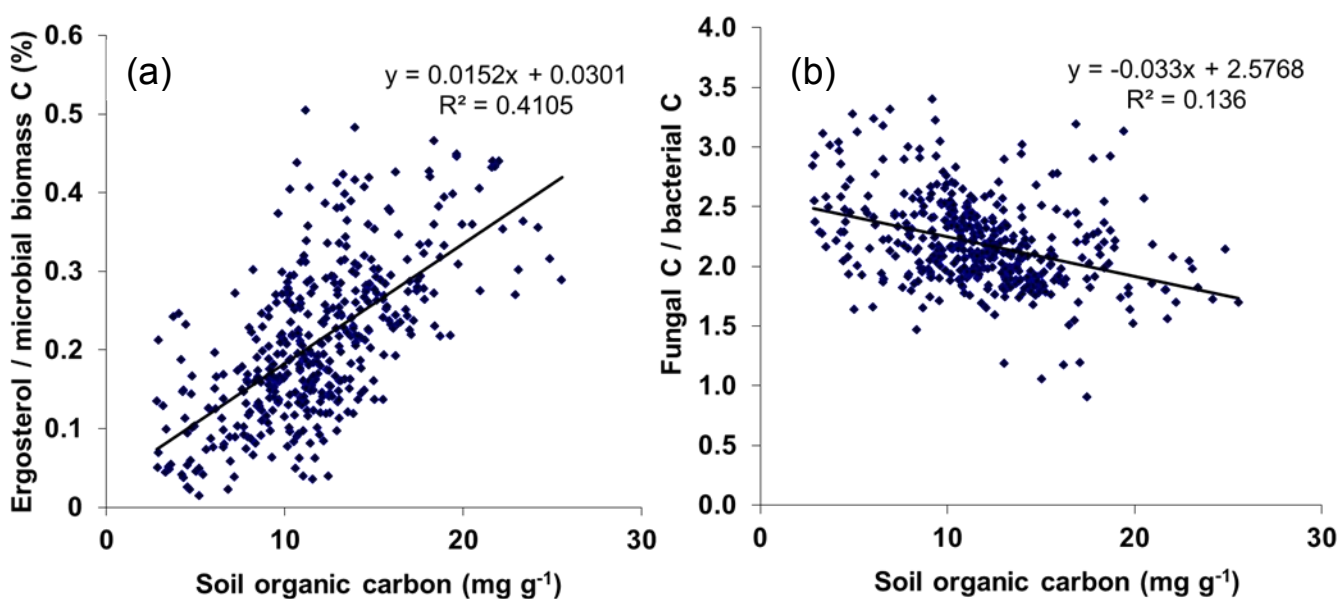 (a)
y = 0.0152x + 0.0301
R² = 0.4105
Ergosterol / microbial biomass C (%)
0.6
0.5
0.4
0.3
0.2
0.1
0
0
10
20
30
Soil organic carbon (mg g⁻¹)
(b)
y = -0.033x + 2.5768
R² = 0.136
Fungal C / bacterial C
4.0
3.5
3.0
2.5
2.0
1.5
1.0
0.5
0.0
0
10
20
30
Soil organic carbon (mg g⁻¹)